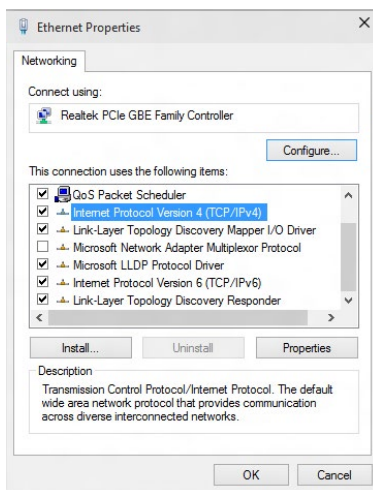 Ethernet Properties
Networking
Connect using:
Realtek PCIe GBE Family Controller
Configure...
This connection uses the following items:
QoS Packet Scheduler
Internet Protocol Version 4 (TCP/IPv4)
Link-Layer Topology Discovery Mapper I/O Driver
Microsoft Network Adapter Multiplexor Protocol
Microsoft LLDP Protocol Driver
Internet Protocol Version 6 (TCP/IPv6)
Link-Layer Topology Discovery Responder
Install... Uninstall Properties
Description
Transmission Control Protocol/Internet Protocol. The default
wide area network protocol that provides communication
across diverse interconnected networks.
OK Cancel